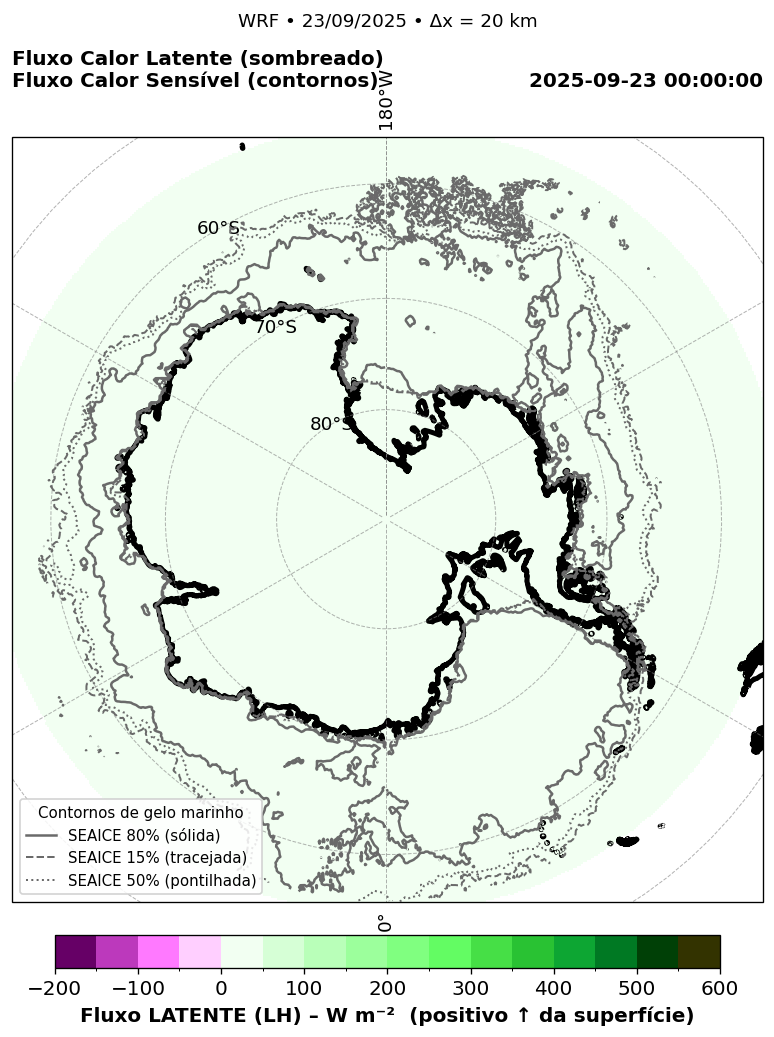 WRF • 23/09/2025 • Δx = 20 km
Fluxo Calor Latente (sombreado)
Fluxo Calor Sensível (contornos)
2025-09-23 00:00:00
180°W
60°S
70°S
80°S
Contornos de gelo marinho
SEAICE 80% (sólida)
SEAICE 15% (tracejada)
SEAICE 50% (pontilhada)
0°
−200 −100 0 100 200 300 400 500 600
Fluxo LATENTE (LH) – W m⁻² (positivo ↑ da superfície)